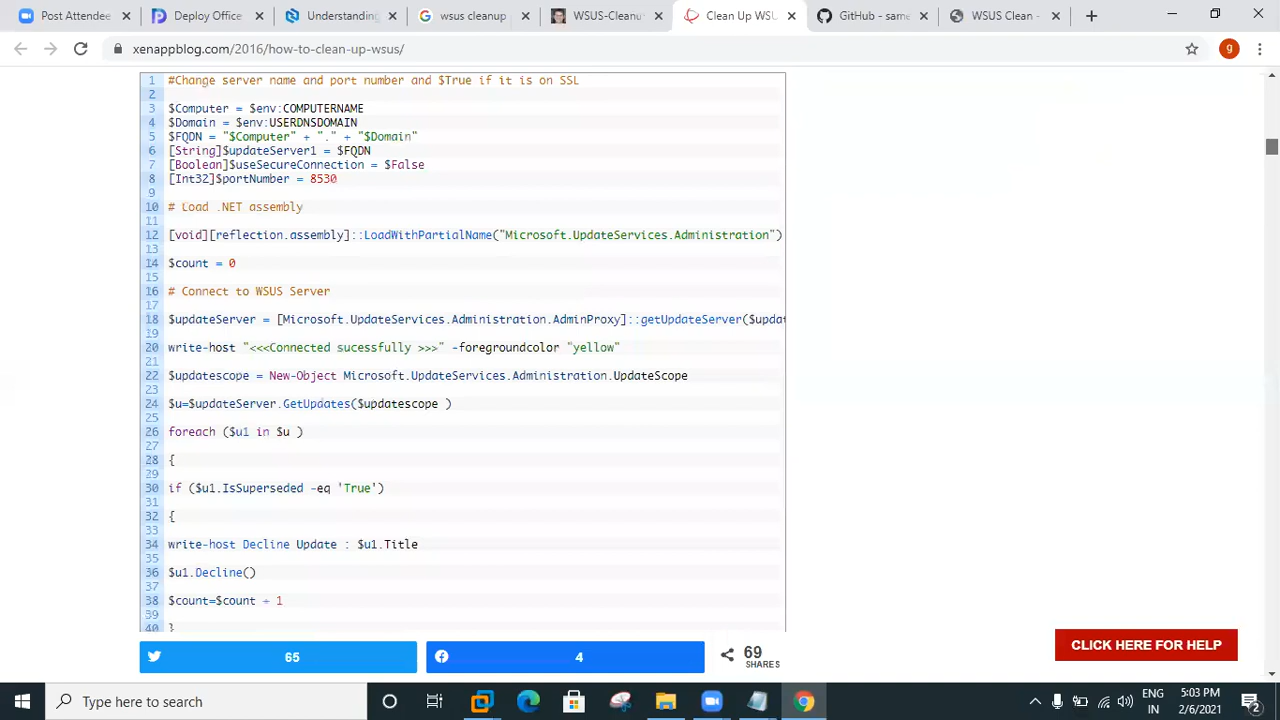 Post Attendee
Deploy Office
Understanding
wsus cleanup
WSUS-Cleanu
Clean Up WSU
GitHub - same
WSUS Clean -
xenappblog.com/2016/how-to-clean-up-wsus/
g
1 #Change server name and port number and $True if it is on SSL
2
3 $Computer = $env:COMPUTERNAME
4 $Domain = $env:USERDNSDOMAIN
5 $FQDN = "$Computer" + "." + "$Domain"
6 [String]$updateServer1 = $FQDN
7 [Boolean]$useSecureConnection = $False
8 [Int32]$portNumber = 8530
9
10 # Load .NET assembly
11
12 [void][reflection.assembly]::LoadWithPartialName("Microsoft.UpdateServices.Administration")
13
14 $count = 0
15
16 # Connect to WSUS Server
17
18 $updateServer = [Microsoft.UpdateServices.Administration.AdminProxy]::getUpdateServer($updat
19
20 write-host "<<<Connected sucessfully >>>" -foregroundcolor "yellow"
21
22 $updatescope = New-Object Microsoft.UpdateServices.Administration.UpdateScope
23
24 $u=$updateServer.GetUpdates($updatescope )
25
26 foreach ($u1 in $u )
27
28 {
29
30 if ($u1.IsSuperseded -eq 'True')
31
32 {
33
34 write-host Decline Update : $u1.Title
35
36 $u1.Decline()
37
38 $count=$count + 1
39
40 }
65
4
69
SHARES
CLICK HERE FOR HELP
Type here to search
ENG
IN
5:03 PM
2/6/2021
2